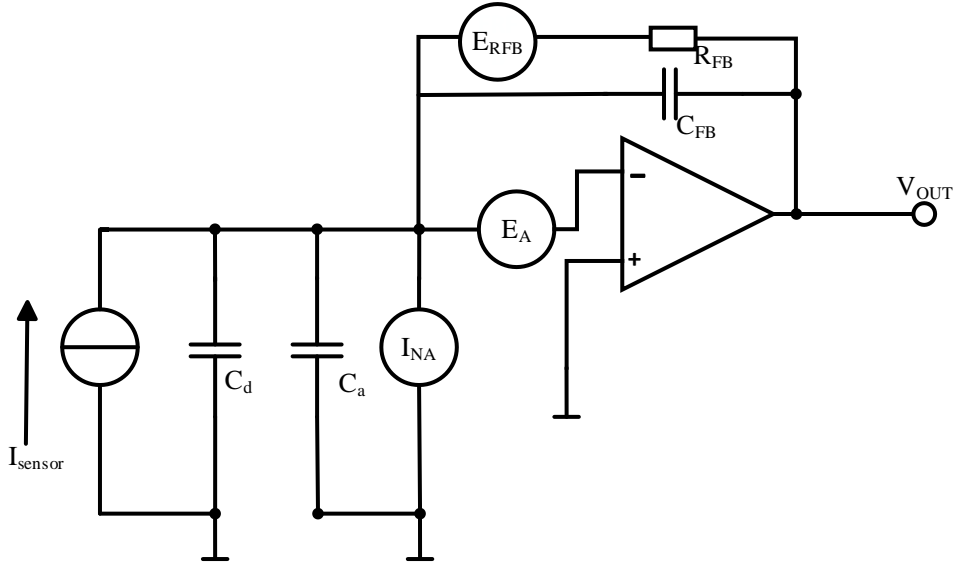 E_RFB
R_FB
C_FB
V_OUT
−
E_A
+
I_NA
C_d
C_a
I_sensor